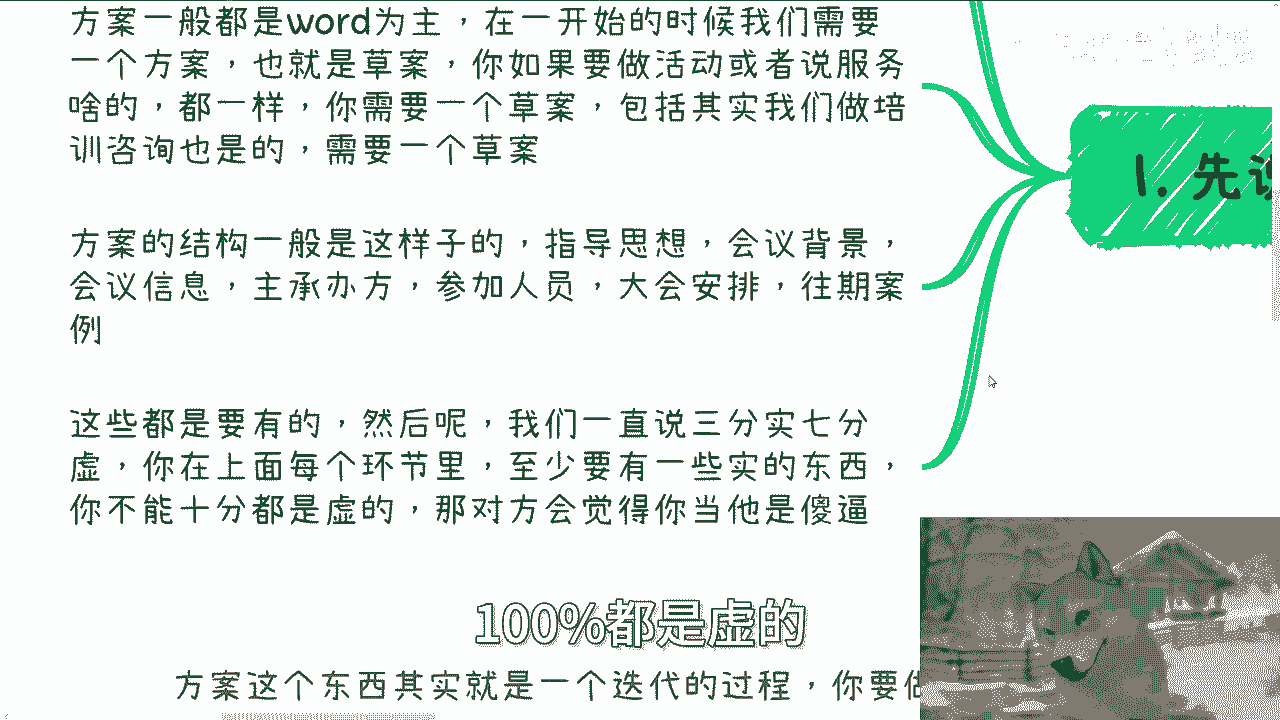 方案一般都是word为主，在一开始的时候我们需要
一个方案，也就是草案，你如果要做活动或者说服务
啥的，都一样，你需要一个草案，包括其实我们做培
训咨询也是的，需要一个草案
1. 先
方案的结构一般是这样子的，指导思想，会议背景，
会议信息，主承办方，参加人员，大会安排，往期案
例
这些都是要有的，然后呢，我们一直说三分实七分
虚，你在上面每个环节里，至少要有一些实的东西，
你不能十分都是虚的，那对方会觉得你当他是傻逼
100%都是虚的
方案这个东西其实就是一个迭代的过程，你要